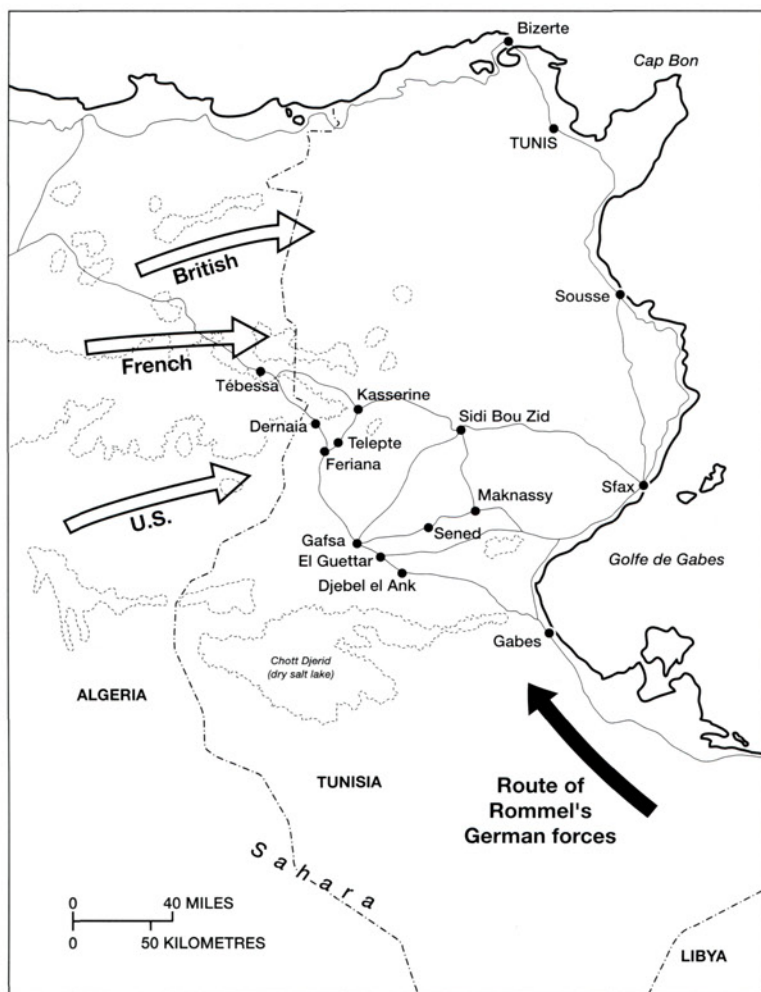 Bizerte
Cap Bon
TUNIS
British
Sousse
French
Tébessa
Kasserine
Dernaia
Sidi Bou Zid
Telepte
Feriana
Sfax
Maknassy
U.S.
Sened
Gafsa
El Guettar
Golfe de Gabes
Djebel el Ank
Gabes
Chott Djerid
(dry salt lake)
ALGERIA
TUNISIA
Route of
Rommel's
German forces
Sahara
0 40 MILES
0 50 KILOMETRES
LIBYA